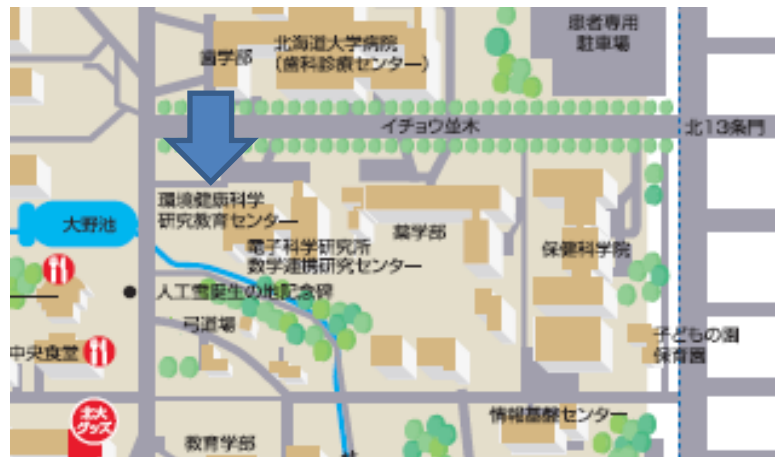 患者専用
駐車場
北海道大学病院
(歯科診療センター)
歯学部
イチョウ並木
北13条門
環境健康科学
研究教育センター
大野池
薬学部
電子科学研究所
数学連携研究センター
保健科学院
人工雪誕生の地記念碑
弓道場
子どもの園
保育園
中央食堂
北大
グッズ
情報基盤センター
教育学部